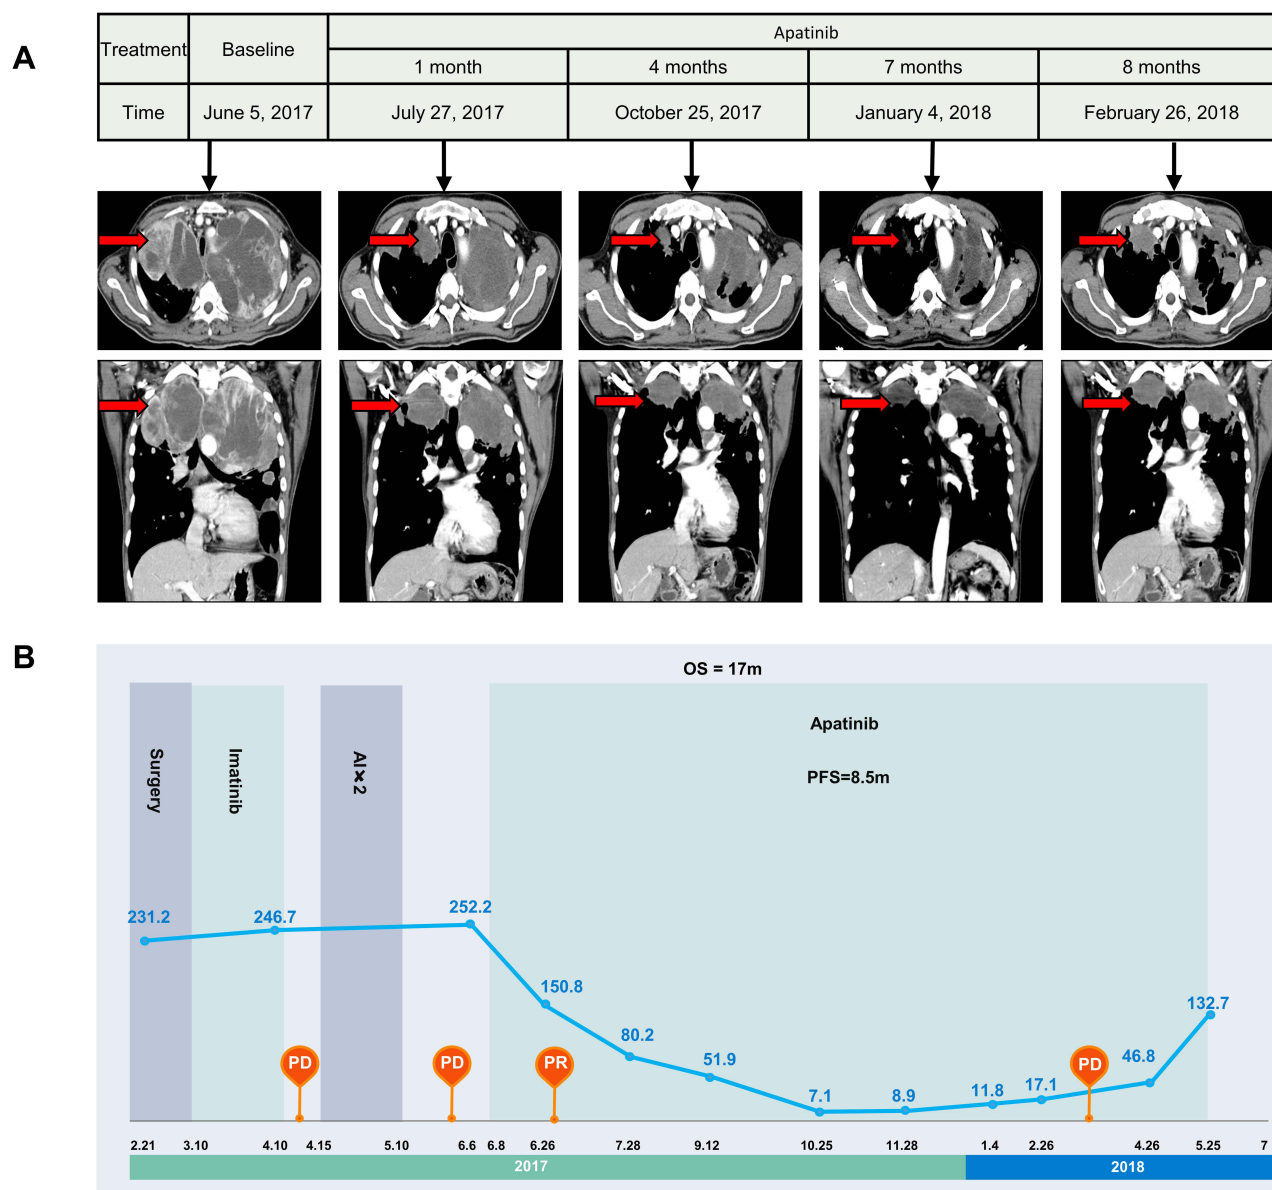 A
Treatment Baseline Apatinib
1 month 4 months 7 months 8 months
Time June 5, 2017 July 27, 2017 October 25, 2017 January 4, 2018 February 26, 2018
B
OS = 17m
Surgery
Imatinib
AI×2
Apatinib
PFS=8.5m
231.2 246.7 252.2
150.8 80.2 51.9 7.1 8.9 11.8 17.1 46.8 132.7
PD PD PR PD
2.21 3.10 4.10 4.15 5.10 6.6 6.8 6.26 7.28 9.12 10.25 11.28 1.4 2.26 4.26 5.25 7
2017 2018